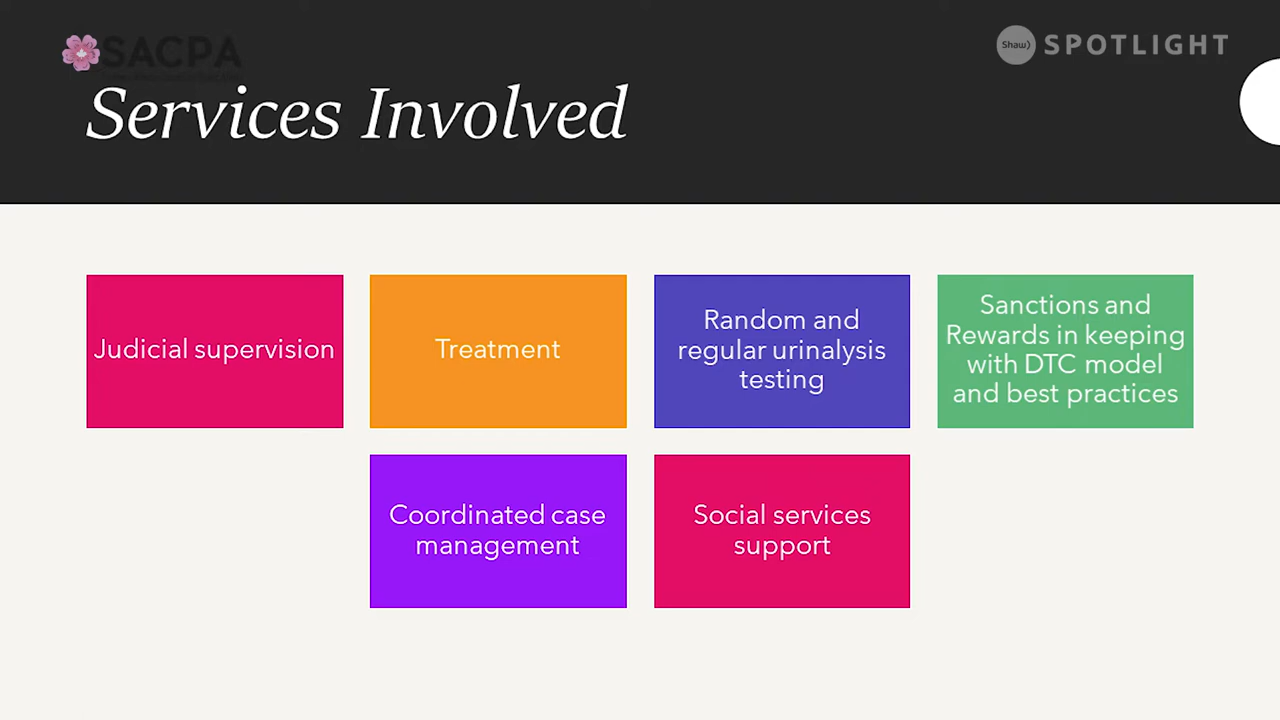 SACPA
Shaw) SPOTLIGHT
Services Involved
Judicial supervision
Treatment
Random and
regular urinalysis
testing
Sanctions and
Rewards in keeping
with DTC model
and best practices
Coordinated case
management
Social services
support